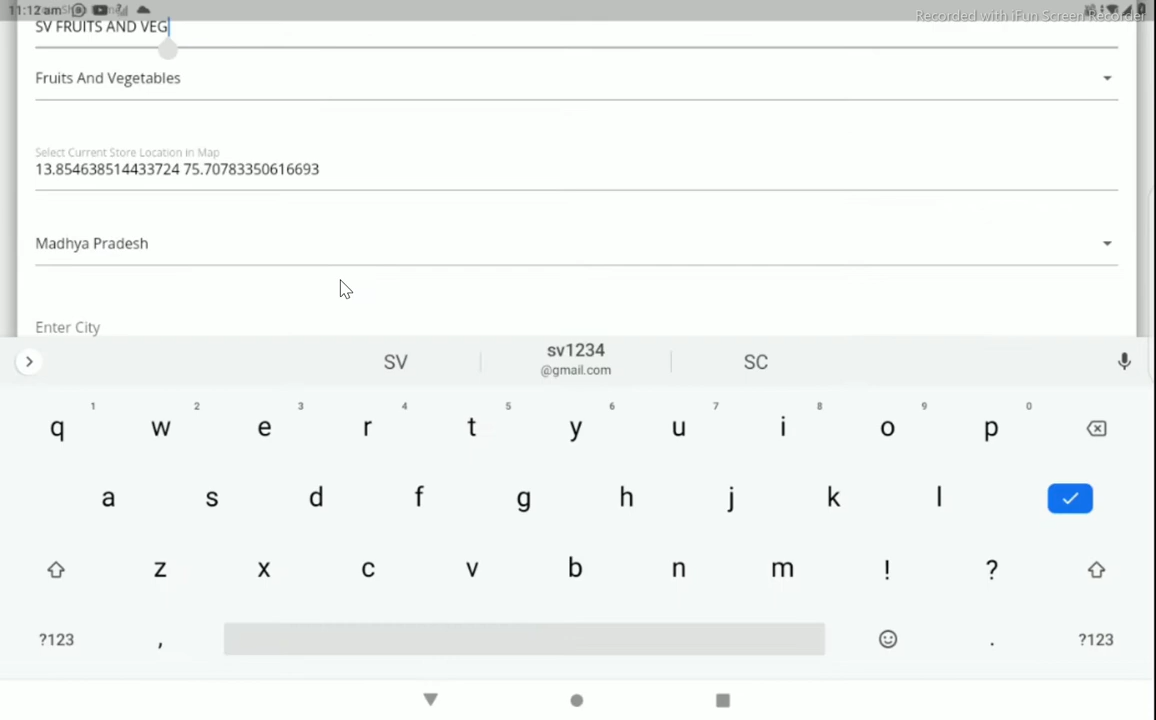 11:12 am
Recorded with iFun Screen Recorder
SV FRUITS AND VEG
Fruits And Vegetables
Select Current Store Location in Map
13.854638514433724 75.70783350616693
Madhya Pradesh
Enter City
SV
sv1234
@gmail.com
SC
1 2 3 4 5 6 7 8 9 0
q w e r t y u i o p
a s d f g h j k l
z x c v b n m ! ?
?123 , . ?123